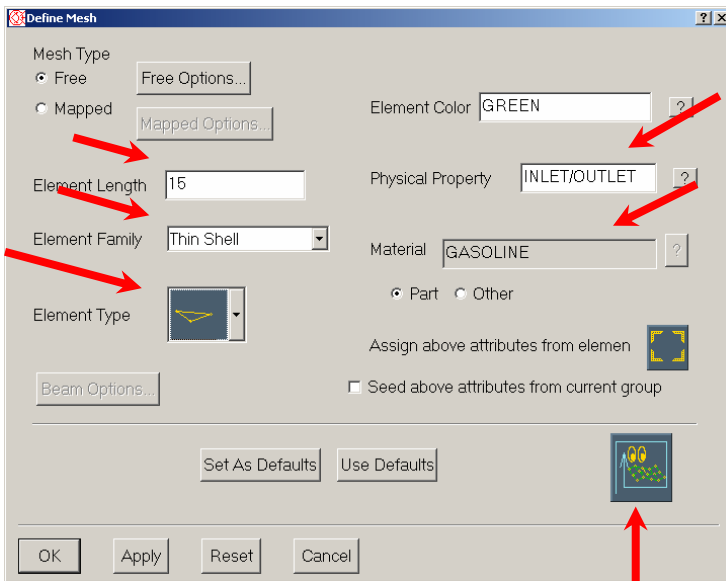 Define Mesh
Mesh Type
Free
Free Options...
Mapped
Mapped Options...
Element Length
15
Element Family
Thin Shell
Element Type
Beam Options...
Element Color
GREEN
?
Physical Property
INLET/OUTLET
?
Material
GASOLINE
?
Part
Other
Assign above attributes from elemen
Seed above attributes from current group
Set As Defaults
Use Defaults
OK
Apply
Reset
Cancel